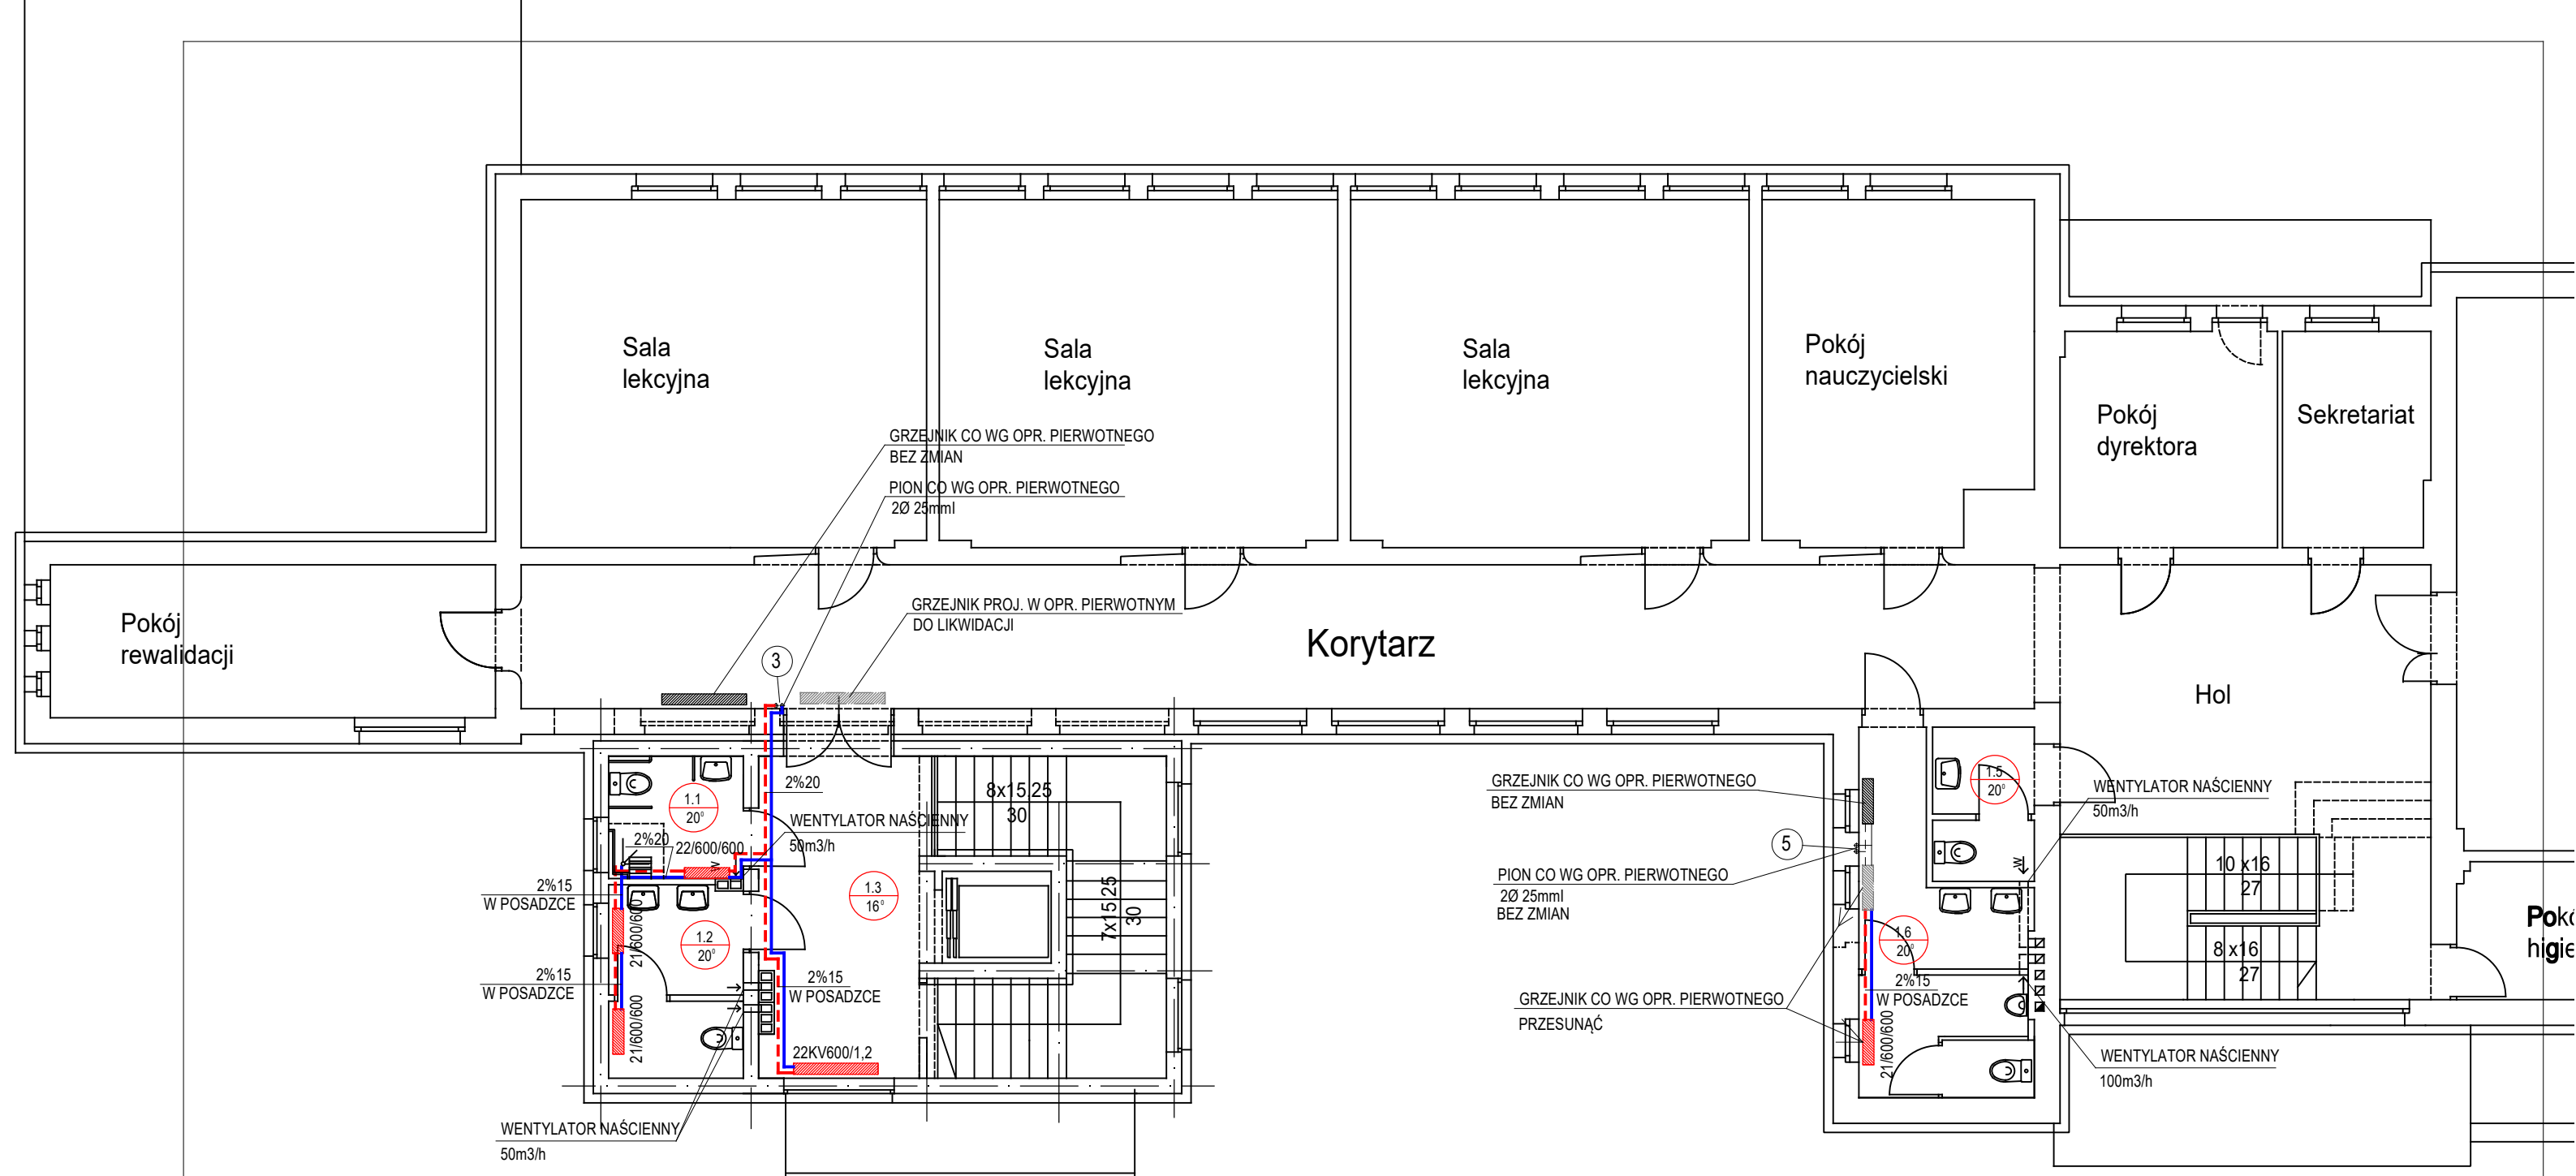 Sala
lekcyjna
Sala
lekcyjna
Sala
lekcyjna
Pokój
nauczycielski
Pokój
dyrektora
Sekretariat
GRZEJNIK CO WG OPR. PIERWOTNEGO
BEZ ZMIAN
PION CO WG OPR. PIERWOTNEGO
2Ø 25mml
GRZEJNIK PROJ. W OPR. PIERWOTNYM
DO LIKWIDACJI
Pokój
rewalidacji
Korytarz
3
Hol
2%20
8x15.25
30
1.1
20°
WENTYLATOR NAŚCIENNY
50m3/h
2%20
22/600/600
W
2%15
W POSADZCE
21/600/600
1.3
16°
7x15.25
30
1.2
20°
2%15
W POSADZCE
21/600/600
2%15
W POSADZCE
22KV600/1,2
WENTYLATOR NAŚCIENNY
50m3/h
GRZEJNIK CO WG OPR. PIERWOTNEGO
BEZ ZMIAN
5
PION CO WG OPR. PIERWOTNEGO
2Ø 25mml
BEZ ZMIAN
GRZEJNIK CO WG OPR. PIERWOTNEGO
PRZESUNĄĆ
1.5
20°
WENTYLATOR NAŚCIENNY
50m3/h
W
1.6
20°
2%15
W POSADZCE
21/600/600
10 x16
27
8 x16
27
WENTYLATOR NAŚCIENNY
100m3/h
Pokó
higie